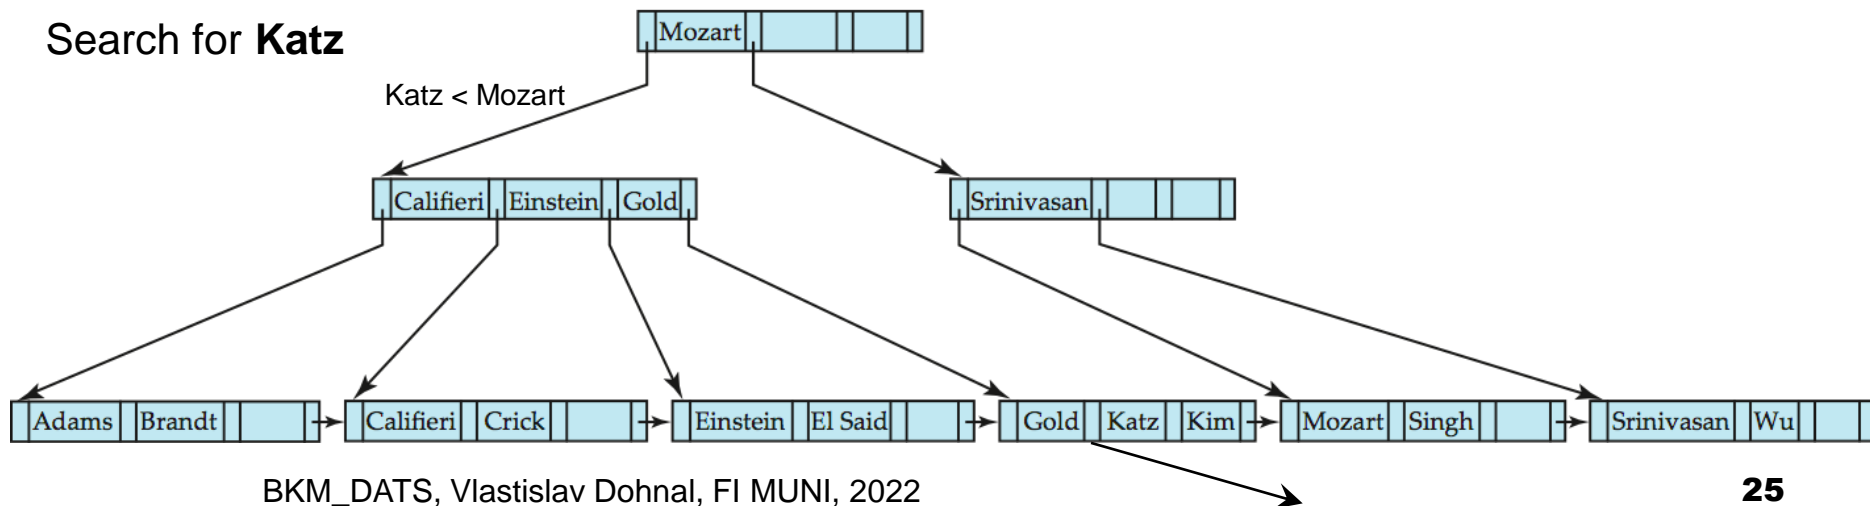 Search for Katz
Mozart
Katz < Mozart
Califieri Einstein Gold
Srinivasan
Adams Brandt
Califieri Crick
Einstein El Said
Gold Katz Kim
Mozart Singh
Srinivasan Wu
BKM_DATS, Vlastislav Dohnal, FI MUNI, 2022
25